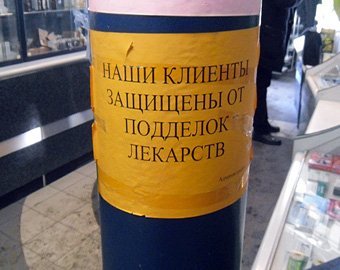 НАШИ КЛИЕНТЫ
ЗАЩИЩЕНЫ ОТ
ПОДДЕЛОК
ЛЕКАРСТВ